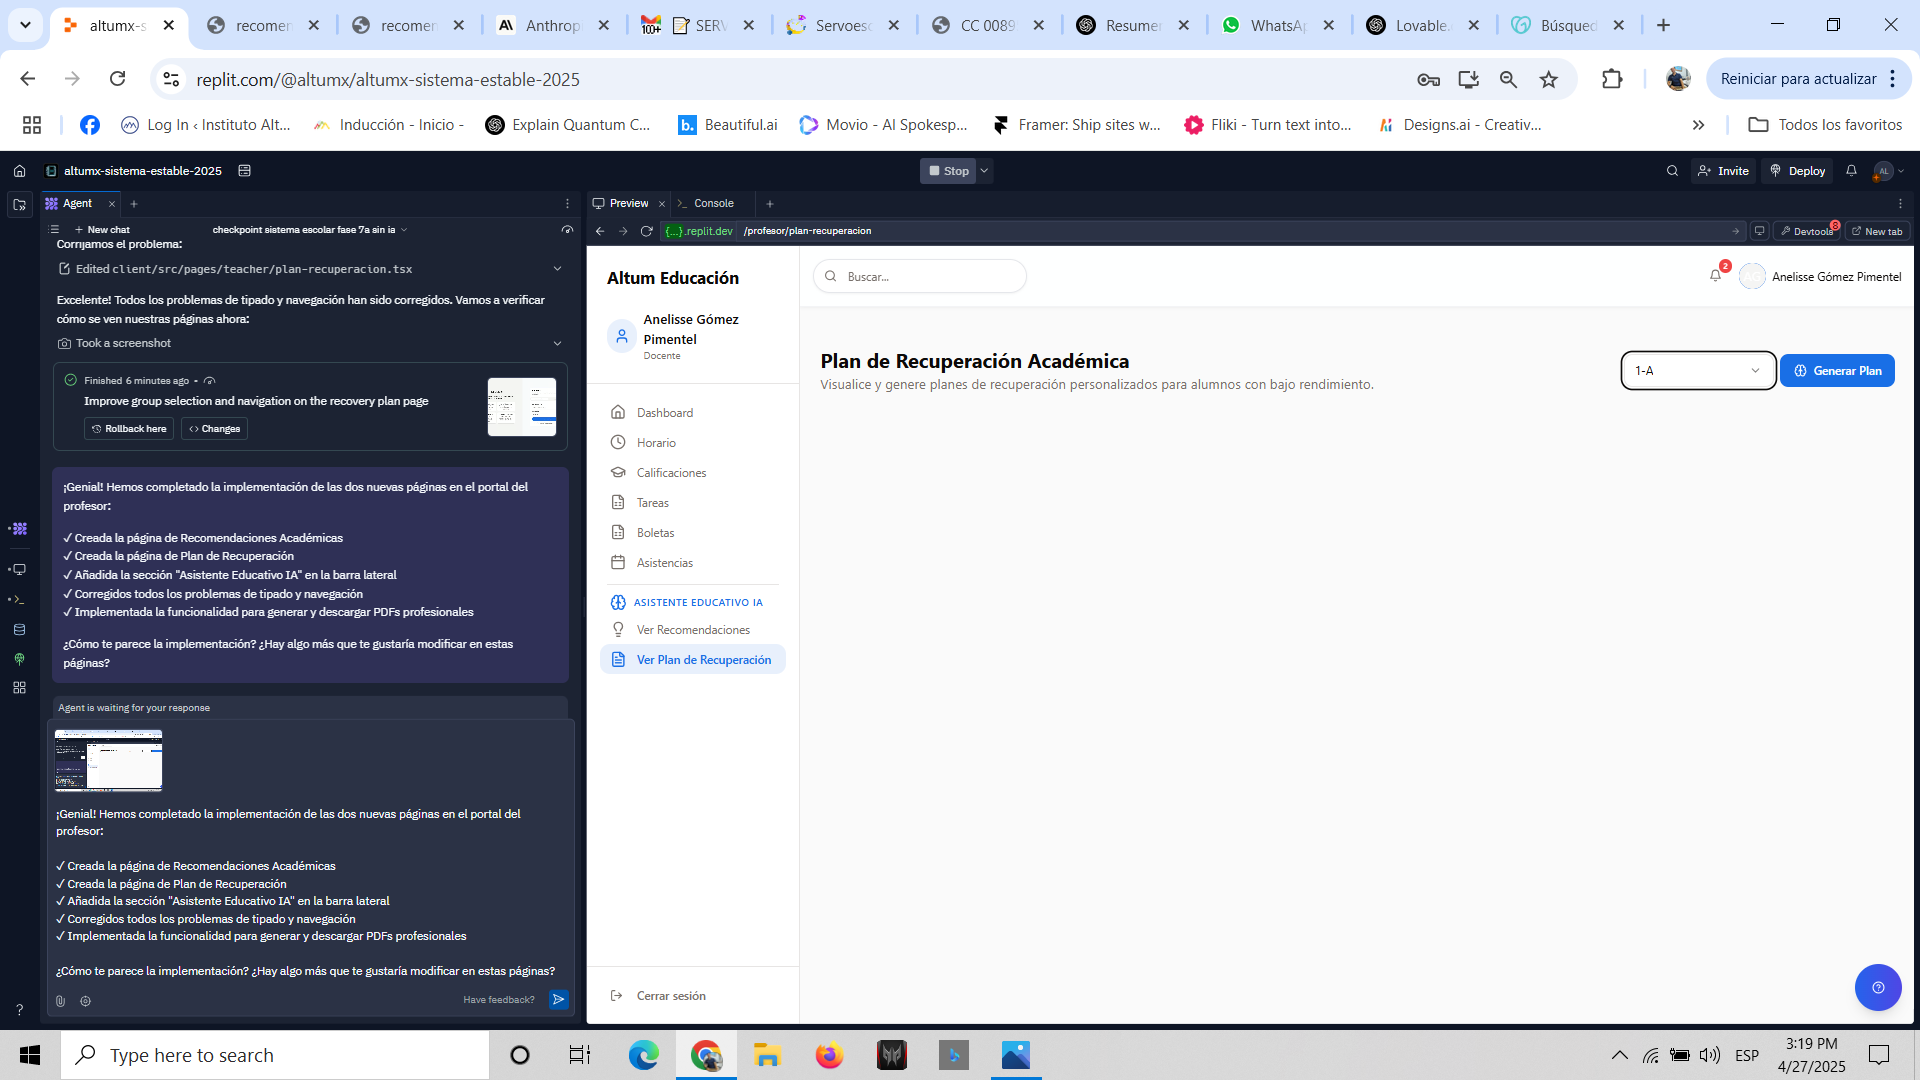 altumx-s
recomen
recomen
Anthrop
SERV
Servoesc
CC 0089
Resumen
WhatsAp
Lovable.
Búsqued
replit.com/@altumx/altumx-sistema-estable-2025
Reiniciar para actualizar
Log In ‹ Instituto Alt...
Inducción - Inicio -
Explain Quantum C...
Beautiful.ai
Movio - AI Spokesp...
Framer: Ship sites w...
Fliki - Turn text into...
Designs.ai - Creativ...
Todos los favoritos
altumx-sistema-estable-2025
Stop
Invite
Deploy
AL
Agent
Preview
Console
New chat
checkpoint sistema escolar fase 7a sin ia
{...}.replit.dev
/profesor/plan-recuperacion
Devtools
8
New tab
Corrijamos el problema:
Edited client/src/pages/teacher/plan-recuperacion.tsx
Excelente! Todos los problemas de tipado y navegación han sido corregidos. Vamos a verificar
cómo se ven nuestras páginas ahora:
Took a screenshot
Finished 6 minutes ago •
Improve group selection and navigation on the recovery plan page
Rollback here
Changes
¡Genial! Hemos completado la implementación de las dos nuevas páginas en el portal del
profesor:
✓ Creada la página de Recomendaciones Académicas
✓ Creada la página de Plan de Recuperación
✓ Añadida la sección "Asistente Educativo IA" en la barra lateral
✓ Corregidos todos los problemas de tipado y navegación
✓ Implementada la funcionalidad para generar y descargar PDFs profesionales
¿Cómo te parece la implementación? ¿Hay algo más que te gustaría modificar en estas
páginas?
Agent is waiting for your response
¡Genial! Hemos completado la implementación de las dos nuevas páginas en el portal del
profesor:
✓ Creada la página de Recomendaciones Académicas
✓ Creada la página de Plan de Recuperación
✓ Añadida la sección "Asistente Educativo IA" en la barra lateral
✓ Corregidos todos los problemas de tipado y navegación
✓ Implementada la funcionalidad para generar y descargar PDFs profesionales
¿Cómo te parece la implementación? ¿Hay algo más que te gustaría modificar en estas páginas?
Have feedback?
Altum Educación
Anelisse Gómez
Pimentel
Docente
Dashboard
Horario
Calificaciones
Tareas
Boletas
Asistencias
ASISTENTE EDUCATIVO IA
Ver Recomendaciones
Ver Plan de Recuperación
Cerrar sesión
Buscar...
2
Anelisse Gómez Pimentel
Plan de Recuperación Académica
Visualice y genere planes de recuperación personalizados para alumnos con bajo rendimiento.
1-A
Generar Plan
Type here to search
ESP
3:19 PM
4/27/2025